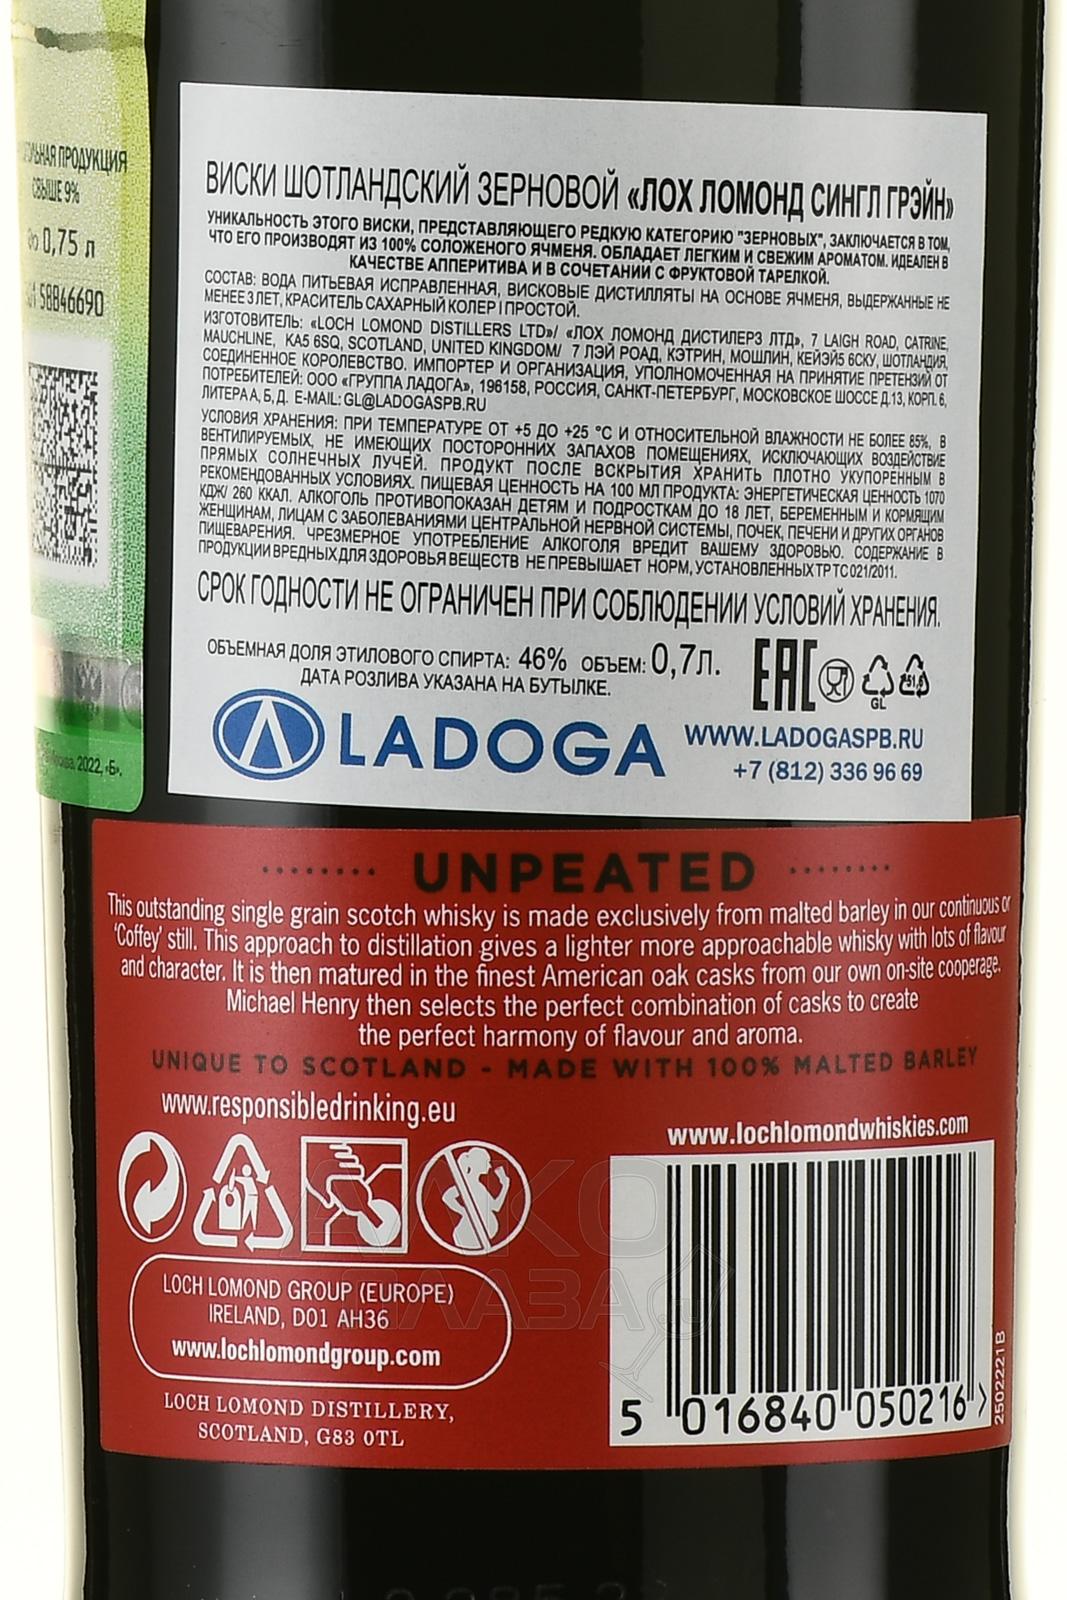 ЛЬНАЯ ПРОДУКЦИЯ
СВЫШЕ 9%
до 0,75 л
58846690
2022, «Б».
ВИСКИ ШОТЛАНДСКИЙ ЗЕРНОВОЙ «ЛОХ ЛОМОНД СИНГЛ ГРЭЙН»
УНИКАЛЬНОСТЬ ЭТОГО ВИСКИ, ПРЕДСТАВЛЯЮЩЕГО РЕДКУЮ КАТЕГОРИЮ "ЗЕРНОВЫХ", ЗАКЛЮЧАЕТСЯ В ТОМ,
ЧТО ЕГО ПРОИЗВОДЯТ ИЗ 100% СОЛОЖЕНОГО ЯЧМЕНЯ. ОБЛАДАЕТ ЛЕГКИМ И СВЕЖИМ АРОМАТОМ. ИДЕАЛЕН В
КАЧЕСТВЕ АППЕРИТИВА И В СОЧЕТАНИИ С ФРУКТОВОЙ ТАРЕЛКОЙ.
СОСТАВ: ВОДА ПИТЬЕВАЯ ИСПРАВЛЕННАЯ, ВИСКОВЫЕ ДИСТИЛЛЯТЫ НА ОСНОВЕ ЯЧМЕНЯ, ВЫДЕРЖАННЫЕ НЕ
МЕНЕЕ 3 ЛЕТ, КРАСИТЕЛЬ САХАРНЫЙ КОЛЕР I ПРОСТОЙ.
ИЗГОТОВИТЕЛЬ: «LOCH LOMOND DISTILLERS LTD»/ «ЛОХ ЛОМОНД ДИСТИЛЕРЗ ЛТД», 7 LAIGH ROAD, CATRINE,
MAUCHLINE, KA5 6SQ, SCOTLAND, UNITED KINGDOM/ 7 ЛЭЙ РОАД, КЭТРИН, МОШЛИН, КЕЙЭЙ5 6СКУ, ШОТЛАНДИЯ,
СОЕДИНЕННОЕ КОРОЛЕВСТВО. ИМПОРТЕР И ОРГАНИЗАЦИЯ, УПОЛНОМОЧЕННАЯ НА ПРИНЯТИЕ ПРЕТЕНЗИЙ ОТ
ПОТРЕБИТЕЛЕЙ: ООО «ГРУППА ЛАДОГА», 196158, РОССИЯ, САНКТ-ПЕТЕРБУРГ, МОСКОВСКОЕ ШОССЕ Д.13, КОРП. 6,
ЛИТЕРА А, Б, Д. E-MAIL: GL@LADOGASPB.RU
УСЛОВИЯ ХРАНЕНИЯ: ПРИ ТЕМПЕРАТУРЕ ОТ +5 ДО +25 °С И ОТНОСИТЕЛЬНОЙ ВЛАЖНОСТИ НЕ БОЛЕЕ 85%, В
ВЕНТИЛИРУЕМЫХ, НЕ ИМЕЮЩИХ ПОСТОРОННИХ ЗАПАХОВ ПОМЕЩЕНИЯХ, ИСКЛЮЧАЮЩИХ ВОЗДЕЙСТВИЕ
ПРЯМЫХ СОЛНЕЧНЫХ ЛУЧЕЙ. ПРОДУКТ ПОСЛЕ ВСКРЫТИЯ ХРАНИТЬ ПЛОТНО УКУПОРЕННЫМ В
РЕКОМЕНДОВАННЫХ УСЛОВИЯХ. ПИЩЕВАЯ ЦЕННОСТЬ НА 100 МЛ ПРОДУКТА: ЭНЕРГЕТИЧЕСКАЯ ЦЕННОСТЬ 1070
КДЖ/ 260 ККАЛ. АЛКОГОЛЬ ПРОТИВОПОКАЗАН ДЕТЯМ И ПОДРОСТКАМ ДО 18 ЛЕТ, БЕРЕМЕННЫМ И КОРМЯЩИМ
ЖЕНЩИНАМ, ЛИЦАМ С ЗАБОЛЕВАНИЯМИ ЦЕНТРАЛЬНОЙ НЕРВНОЙ СИСТЕМЫ, ПОЧЕК, ПЕЧЕНИ И ДРУГИХ ОРГАНОВ
ПИЩЕВАРЕНИЯ. ЧРЕЗМЕРНОЕ УПОТРЕБЛЕНИЕ АЛКОГОЛЯ ВРЕДИТ ВАШЕМУ ЗДОРОВЬЮ. СОДЕРЖАНИЕ В
ПРОДУКЦИИ ВРЕДНЫХ ДЛЯ ЗДОРОВЬЯ ВЕЩЕСТВ НЕ ПРЕВЫШАЕТ НОРМ, УСТАНОВЛЕННЫХ ТР ТС 021/2011.
СРОК ГОДНОСТИ НЕ ОГРАНИЧЕН ПРИ СОБЛЮДЕНИИ УСЛОВИЙ ХРАНЕНИЯ.
ОБЪЕМНАЯ ДОЛЯ ЭТИЛОВОГО СПИРТА: 46% ОБЪЕМ: 0,7л.
ДАТА РОЗЛИВА УКАЗАНА НА БУТЫЛКЕ.
EAC
GL
LADOGA
WWW.LADOGASPB.RU
+7 (812) 336 96 69
UNPEATED
This outstanding single grain scotch whisky is made exclusively from malted barley in our continuous or
'Coffey' still. This approach to distillation gives a lighter more approachable whisky with lots of flavour
and character. It is then matured in the finest American oak casks from our own on-site cooperage.
Michael Henry then selects the perfect combination of casks to create
the perfect harmony of flavour and aroma.
UNIQUE TO SCOTLAND - MADE WITH 100% MALTED BARLEY
www.responsibledrinking.eu
www.lochlomondwhiskies.com
LOCH LOMOND GROUP (EUROPE)
IRELAND, D01 AH36
www.lochlomondgroup.com
LOCH LOMOND DISTILLERY,
SCOTLAND, G83 0TL
5 016840 050216 >
2502221B
АЛКО
ПЛАЗА